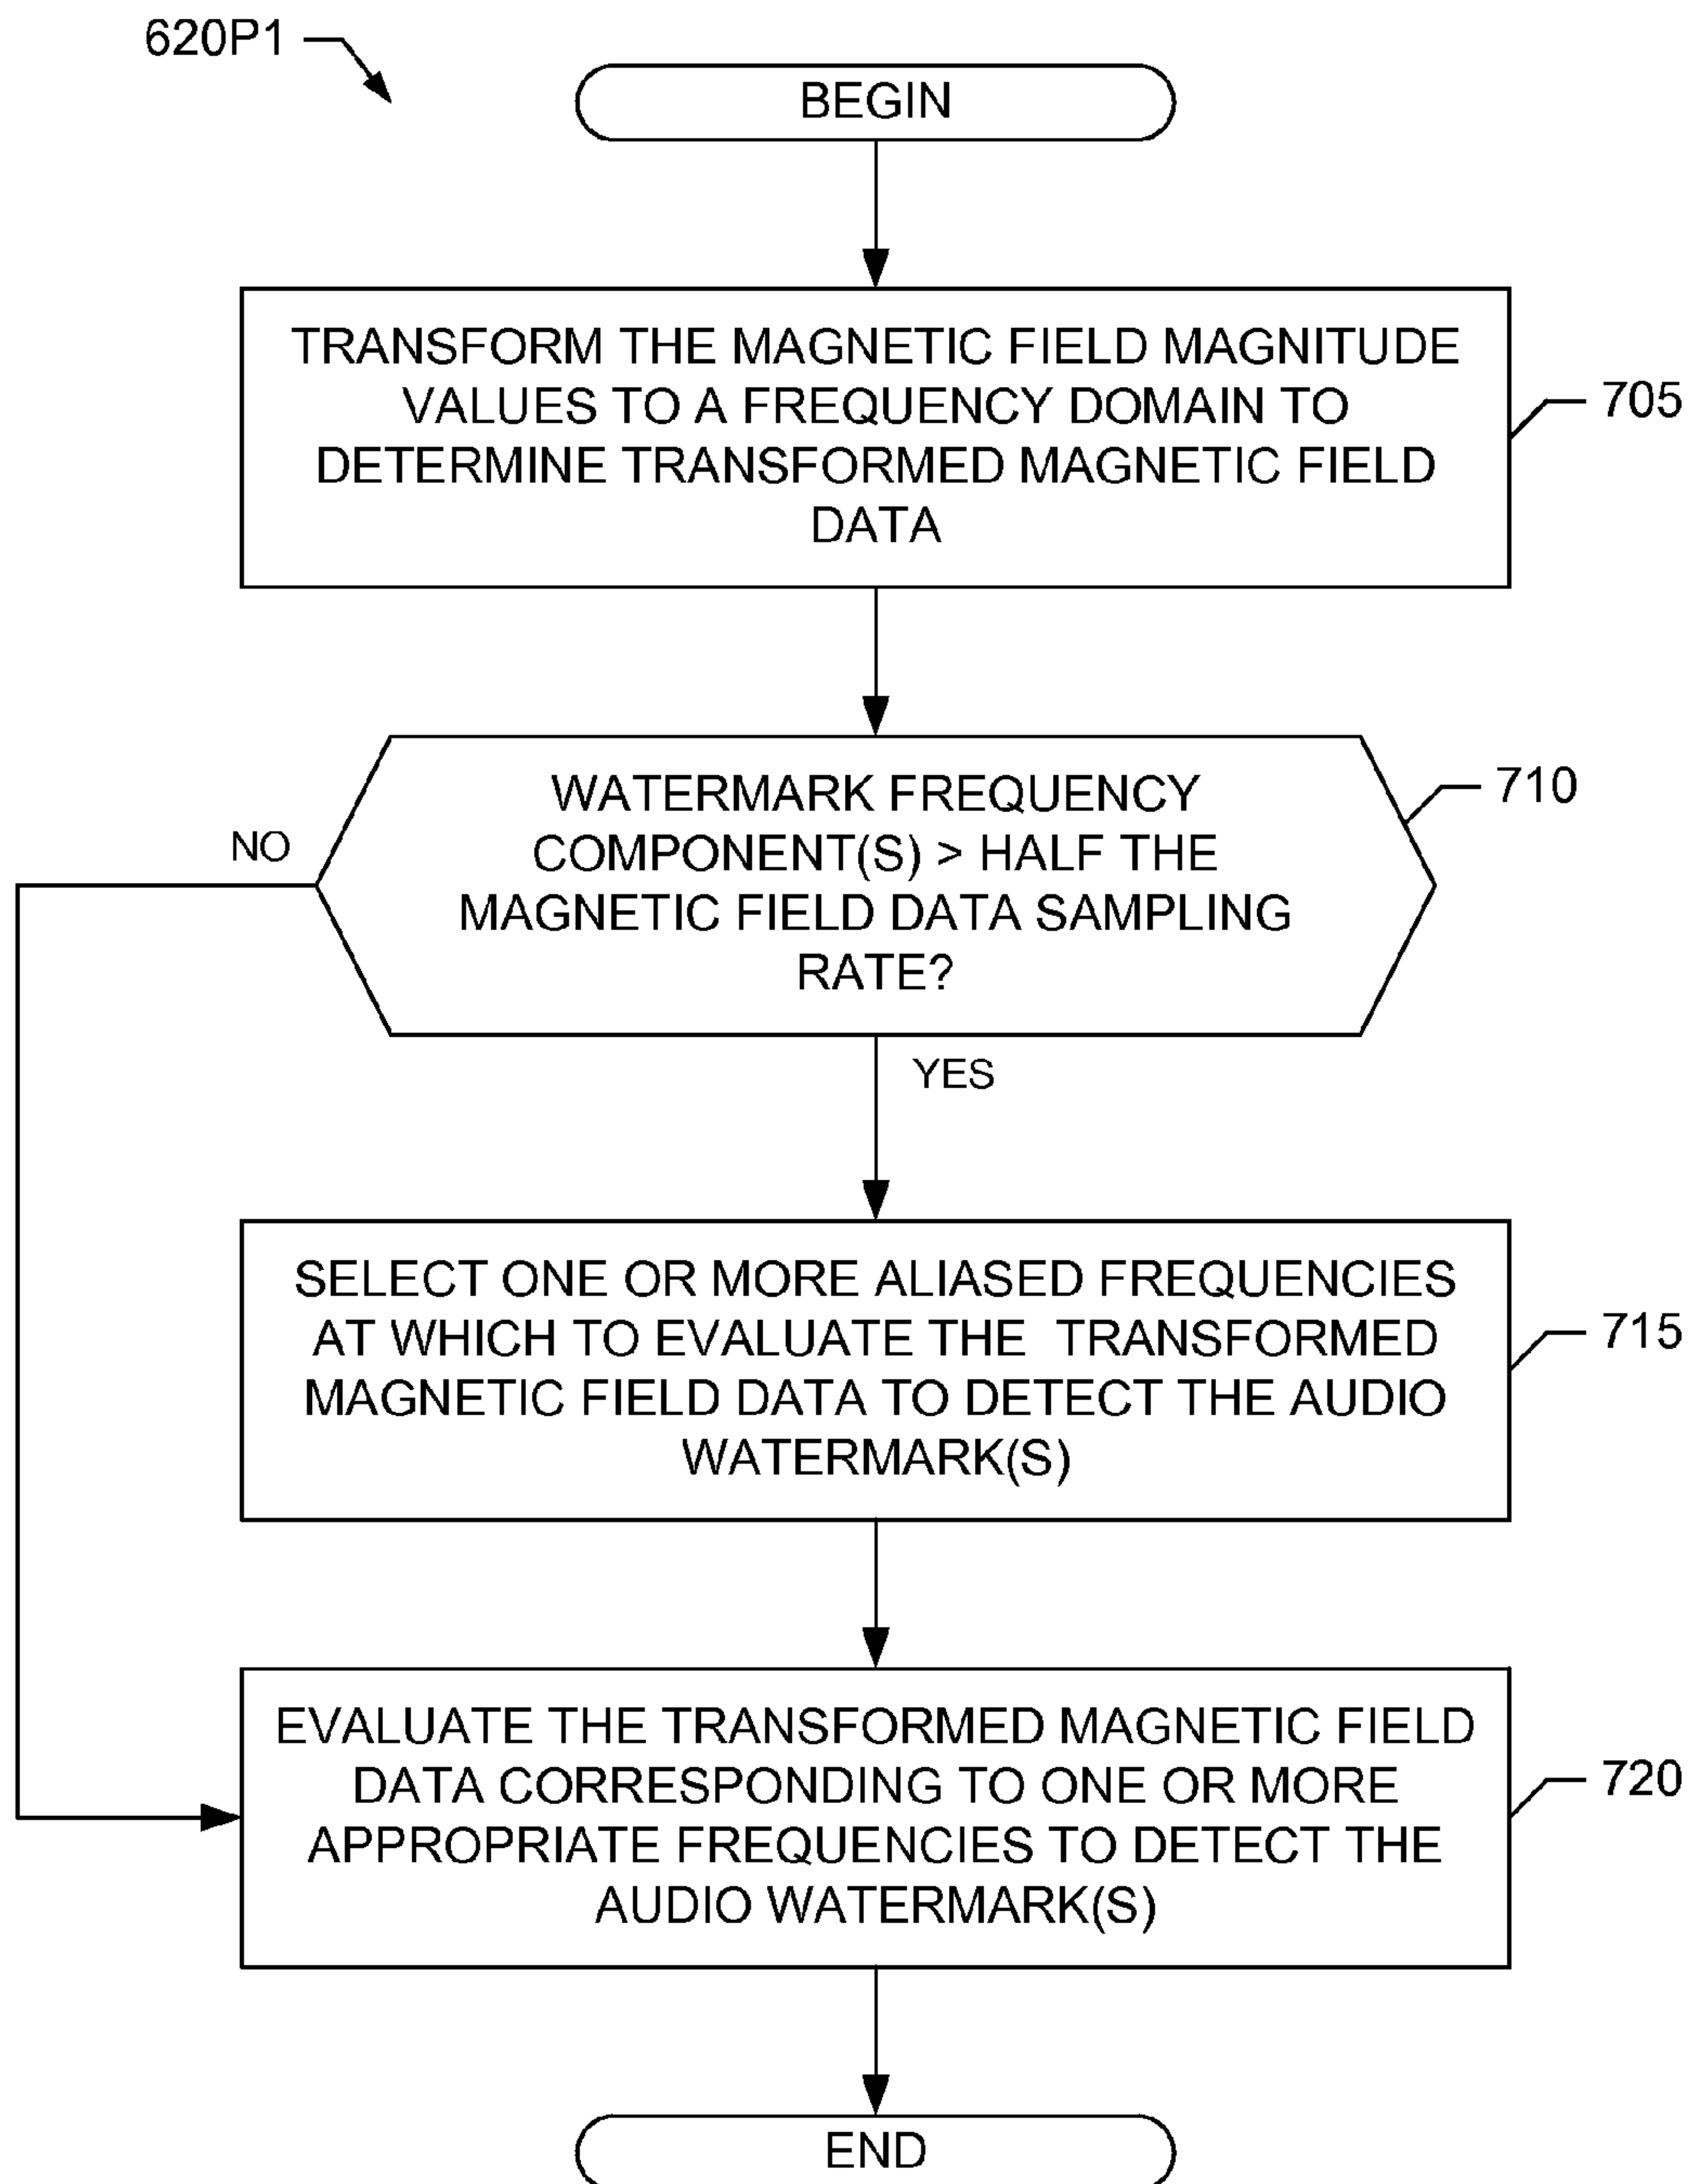 620P1
BEGIN
TRANSFORM THE MAGNETIC FIELD MAGNITUDE
VALUES TO A FREQUENCY DOMAIN TO
DETERMINE TRANSFORMED MAGNETIC FIELD
DATA
705
WATERMARK FREQUENCY
COMPONENT(S) > HALF THE
MAGNETIC FIELD DATA SAMPLING
RATE?
710
NO
YES
SELECT ONE OR MORE ALIASED FREQUENCIES
AT WHICH TO EVALUATE THE TRANSFORMED
MAGNETIC FIELD DATA TO DETECT THE AUDIO
WATERMARK(S)
715
EVALUATE THE TRANSFORMED MAGNETIC FIELD
DATA CORRESPONDING TO ONE OR MORE
APPROPRIATE FREQUENCIES TO DETECT THE
AUDIO WATERMARK(S)
720
END